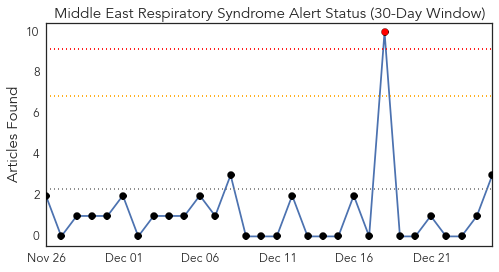 Middle East Respiratory Syndrome Alert Status (30-Day Window)
Articles Found
10
8
6
4
2
0
Nov 26 Dec 01 Dec 06 Dec 11 Dec 16 Dec 21